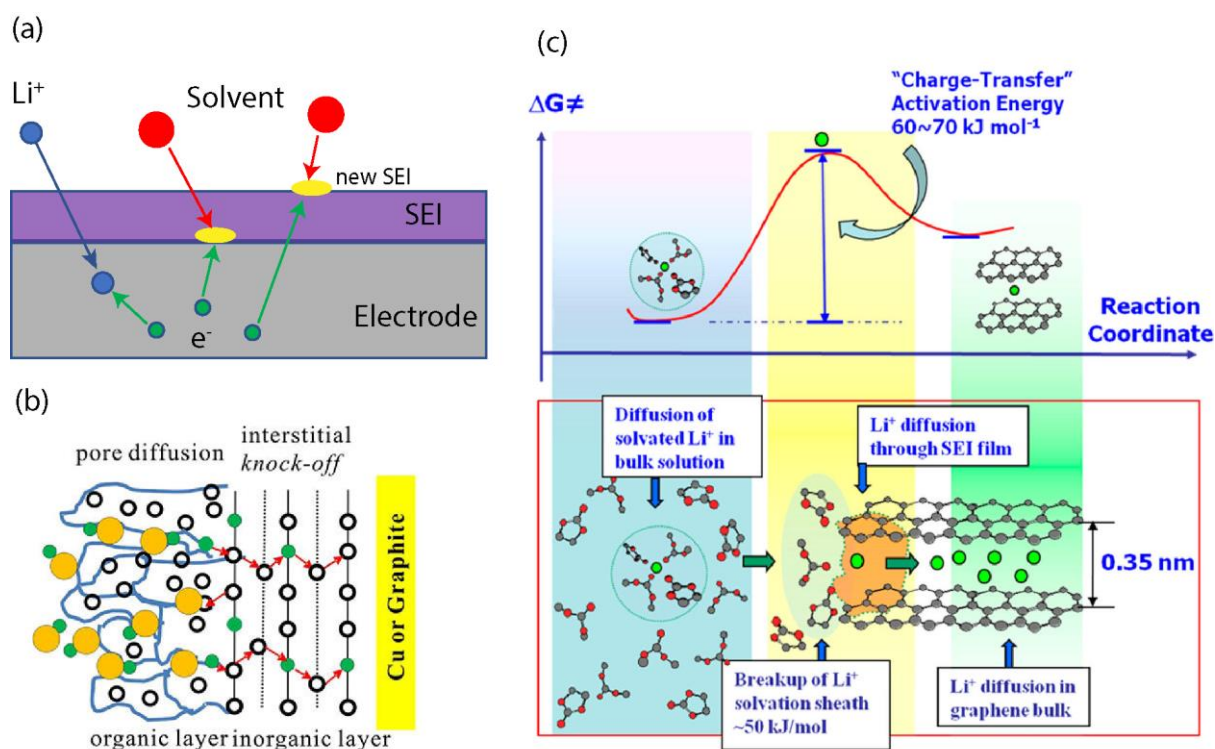 (a)
Li⁺
Solvent
new SEI
SEI
Electrode
e⁻
(b)
pore diffusion
interstitial
knock-off
Cu or Graphite
organic layer
inorganic layer
(c)
ΔG≠
"Charge-Transfer"
Activation Energy
60~70 kJ mol⁻¹
Reaction
Coordinate
Diffusion of
solvated Li⁺ in
bulk solution
Li⁺ diffusion
through SEI film
0.35 nm
Breakup of Li⁺
solvation sheath
~50 kJ/mol
Li⁺ diffusion in
graphene bulk